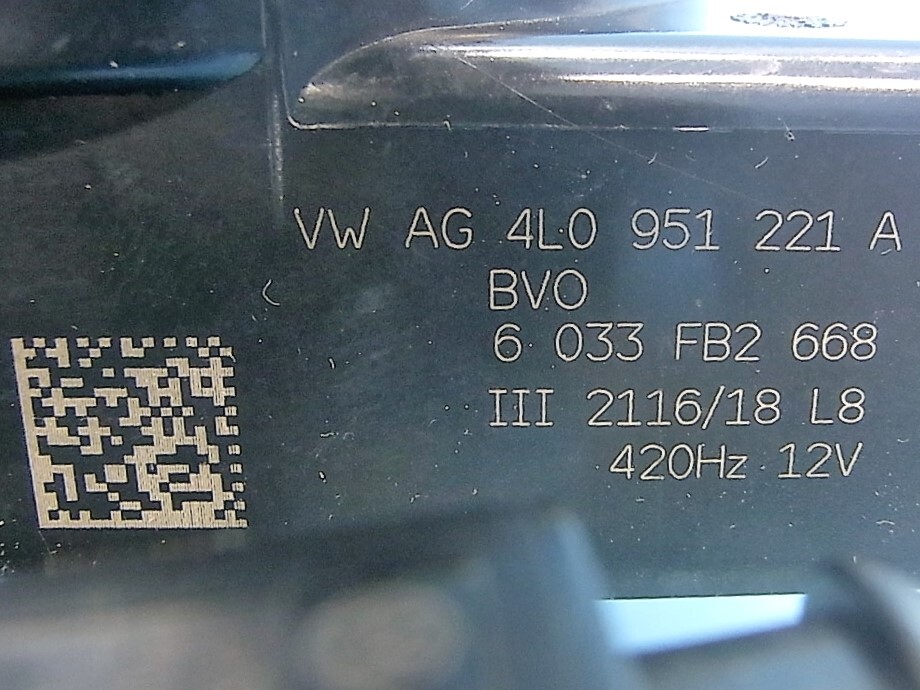 VW AG 4L0 951 221 A
BVO
6 033 FB2 668
III 2116/18 L8
420Hz 12V